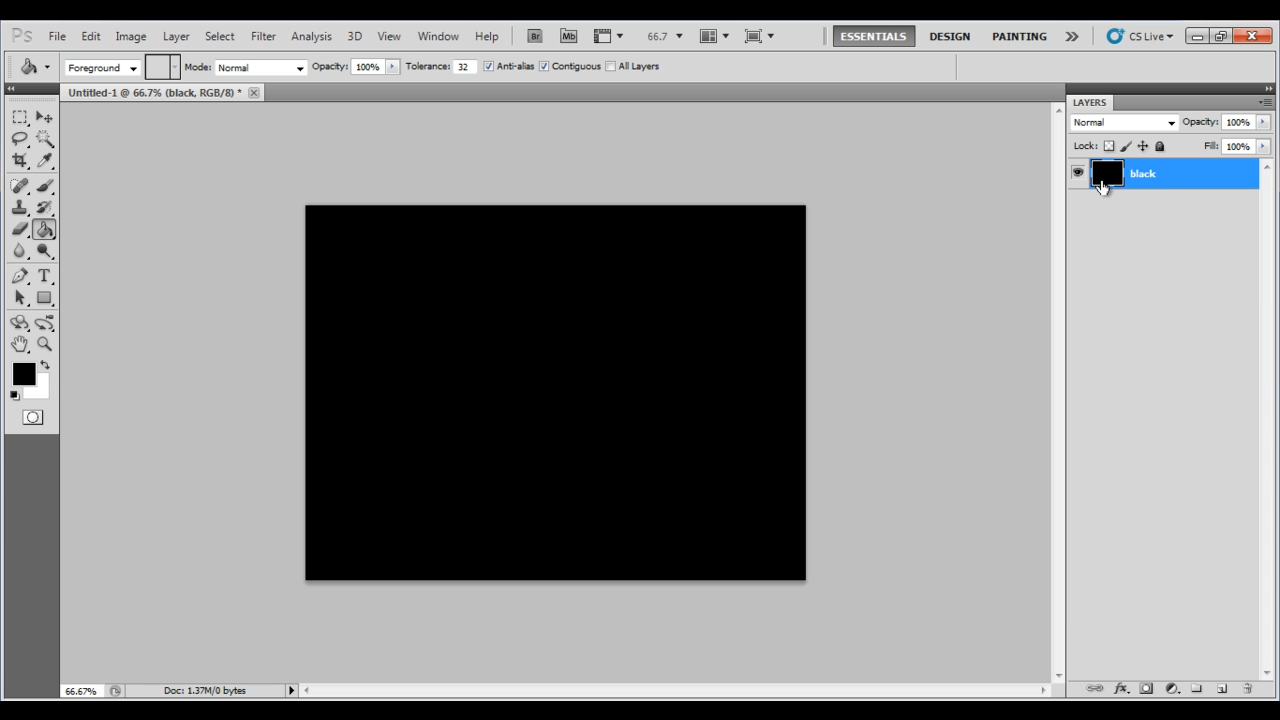 Ps File Edit Image Layer Select Filter Analysis 3D View Window Help Br Mb 66.7 ESSENTIALS DESIGN PAINTING CS Live
Foreground Mode: Normal Opacity: 100% Tolerance: 32 Anti-alias Contiguous All Layers
Untitled-1 @ 66.7% (black, RGB/8) *
LAYERS
Normal Opacity: 100%
Lock: Fill: 100%
black
T
66.67% Doc: 1.37M/0 bytes
fx